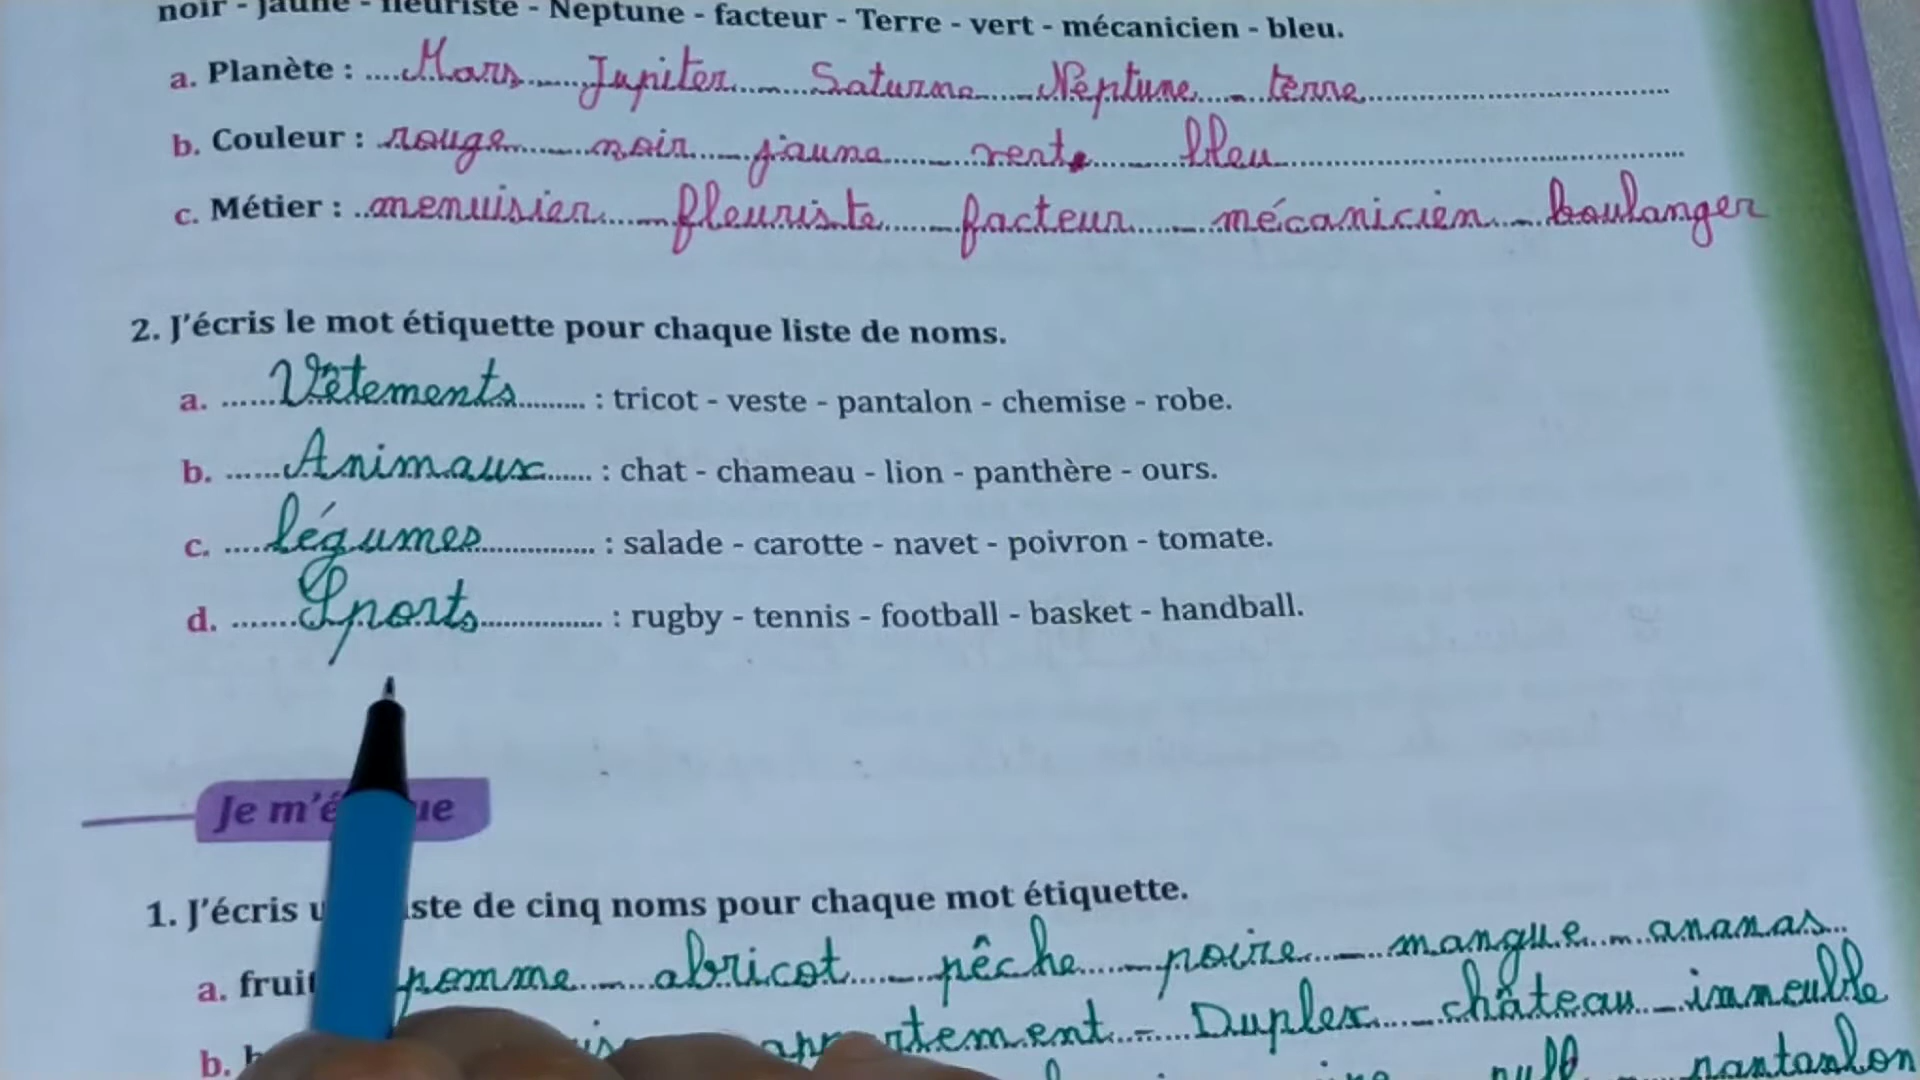 noir - jaune - fleuriste - Neptune - facteur - Terre - vert - mécanicien - bleu.
a. Planète : ....Mars......Jupiter......Saturne.....Neptune....- terre...............................
b. Couleur : rouge.......noir......jaune....... vert.......bleu...............................
c. Métier : ..menuisier.....-fleuriste......-facteur......-mécanicien...-boulanger
2. J'écris le mot étiquette pour chaque liste de noms.
a. ......Vêtements......... : tricot - veste - pantalon - chemise - robe.
b. ......Animaux...... : chat - chameau - lion - panthère - ours.
c. ....légumes.............. : salade - carotte - navet - poivron - tomate.
d. .......Sports............... : rugby - tennis - football - basket - handball.
Je m'é ue
1. J'écris u ste de cinq noms pour chaque mot étiquette.
a. fruit pomme.....abricot....-pêche....-poire....-mangue.....ananas...
b. tement...-...Duplex....-château...-immeuble
pull pantanlon